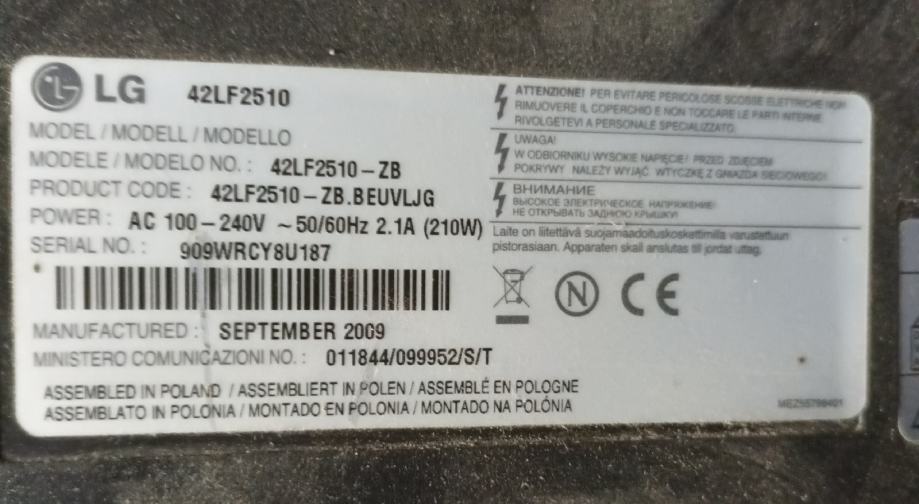 LG 42LF2510
MODEL / MODELL / MODELLO
MODELE / MODELO NO. : 42LF2510-ZB
PRODUCT CODE : 42LF2510-ZB.BEUVLJG
POWER : AC 100-240V ~50/60Hz 2.1A (210W)
SERIAL NO. : 909WRCY8U187
MANUFACTURED : SEPTEMBER 2009
MINISTERO COMUNICAZIONI NO. : 011844/099952/S/T
ASSEMBLED IN POLAND / ASSEMBLIERT IN POLEN / ASSEMBLÉ EN POLOGNE
ASSEMBLATO IN POLONIA / MONTADO EN POLONIA / MONTADO NA POLÓNIA
ATTENZIONE! PER EVITARE PERICOLOSE SCOSSE ELETTRICHE NON
RIMUOVERE IL COPERCHIO E NON TOCCARE LE PARTI INTERNE.
RIVOLGETEVI A PERSONALE SPECIALIZZATO.
UWAGA!
W ODBIORNIKU WYSOKIE NAPIĘCIE! PRZED ZDJĘCIEM
POKRYWY NALEŻY WYJĄĆ WTYCZKĘ Z GNIAZDA SIECIOWEGO!
ВНИМАНИЕ
ВЫСОКОЕ ЭЛЕКТРИЧЕСКОЕ НАПРЯЖЕНИЕ!
НЕ ОТКРЫВАТЬ ЗАДНЮЮ КРЫШКУ!
Laite on liitettävä suojamaadoituskoskettimilla varustettuun
pistorasiaan. Apparaten skall anslutas till jordat uttag.
N CE